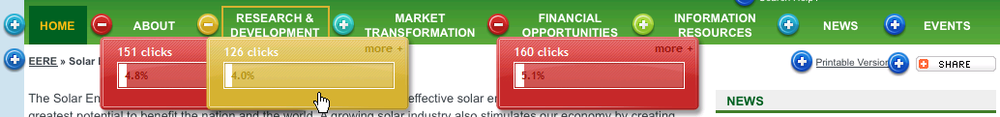 Search Help?
HOME
ABOUT
RESEARCH &
DEVELOPMENT
MARKET
TRANSFORMATION
FINANCIAL
OPPORTUNITIES
INFORMATION
RESOURCES
NEWS
EVENTS
151 clicks
4.8%
126 clicks
more +
4.0%
160 clicks
more +
5.1%
EERE » Solar
Printable Version
SHARE
The Solar En
effective solar en
NEWS
greatest potential to benefit the nation and the world. A growing solar industry also stimulates our economy by creating